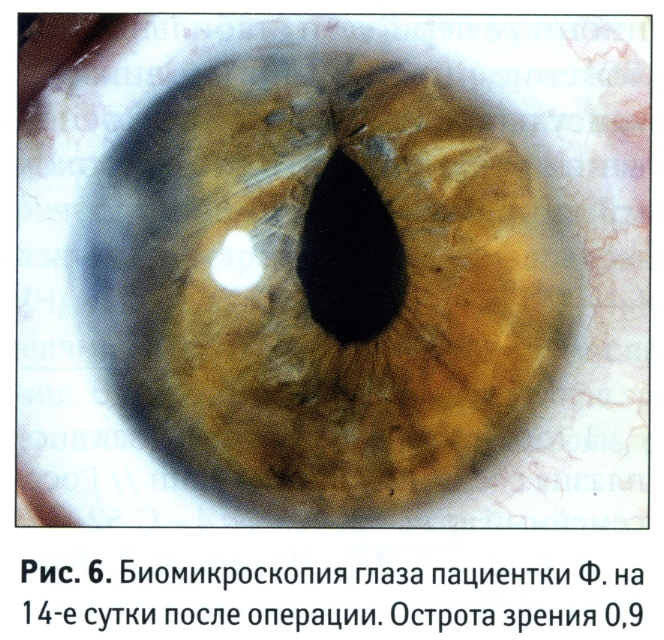 Рис. 6. Биомикроскопия глаза пациентки Ф. на
14-е сутки после операции. Острота зрения 0,9